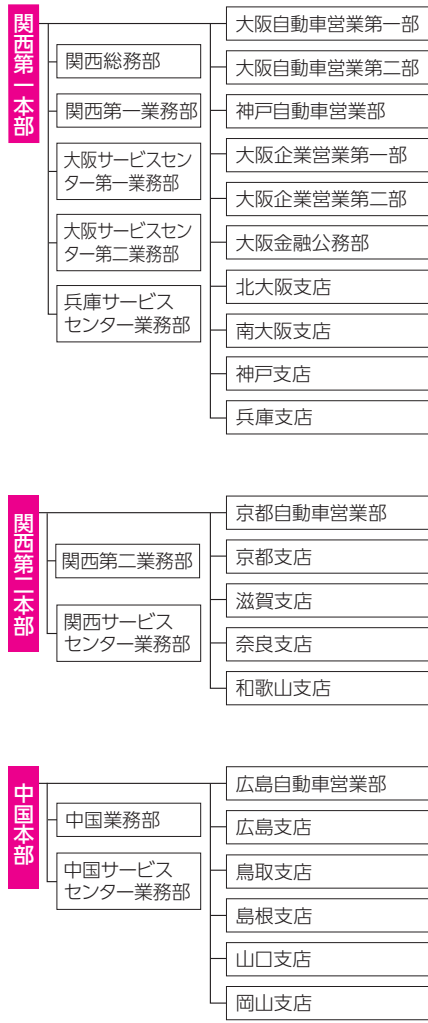 関西第一本部
関西総務部
関西第一業務部
大阪サービスセン
ター第一業務部
大阪サービスセン
ター第二業務部
兵庫サービス
センター業務部
大阪自動車営業第一部
大阪自動車営業第二部
神戸自動車営業部
大阪企業営業第一部
大阪企業営業第二部
大阪金融公務部
北大阪支店
南大阪支店
神戸支店
兵庫支店
関西第二本部
関西第二業務部
関西サービス
センター業務部
京都自動車営業部
京都支店
滋賀支店
奈良支店
和歌山支店
中国本部
中国業務部
中国サービス
センター業務部
広島自動車営業部
広島支店
鳥取支店
島根支店
山口支店
岡山支店